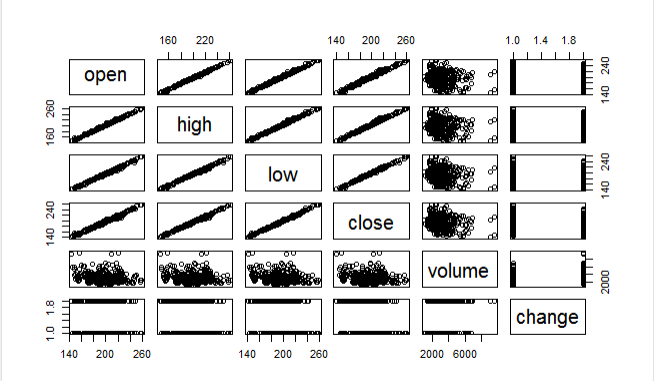 160 220 140 200 260 1.0 1.4 1.8
open 140 240
160 260 high 140 240
low 140 240
140 240 close
volume 2000
1.0 1.8 change
140 200 260 140 200 260 2000 6000